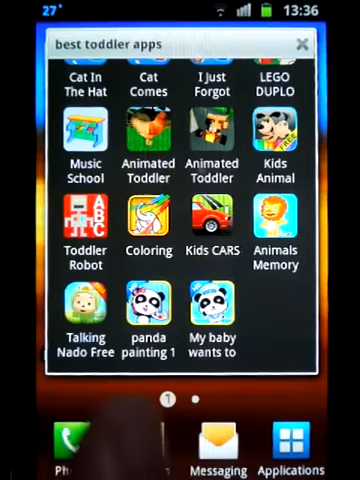 27°
13:36
best toddler apps
Cat In
The Hat
Cat
Comes
I Just
Forgot
LEGO
DUPLO
Music
School
Animated
Toddler
Animated
Toddler
Kids
Animal
FREE
A
B
C
Toddler
Robot
Coloring
Kids CARS
Animals
Memory
Talking
Nado Free
panda
painting 1
My baby
wants to
1
Messaging
Applications